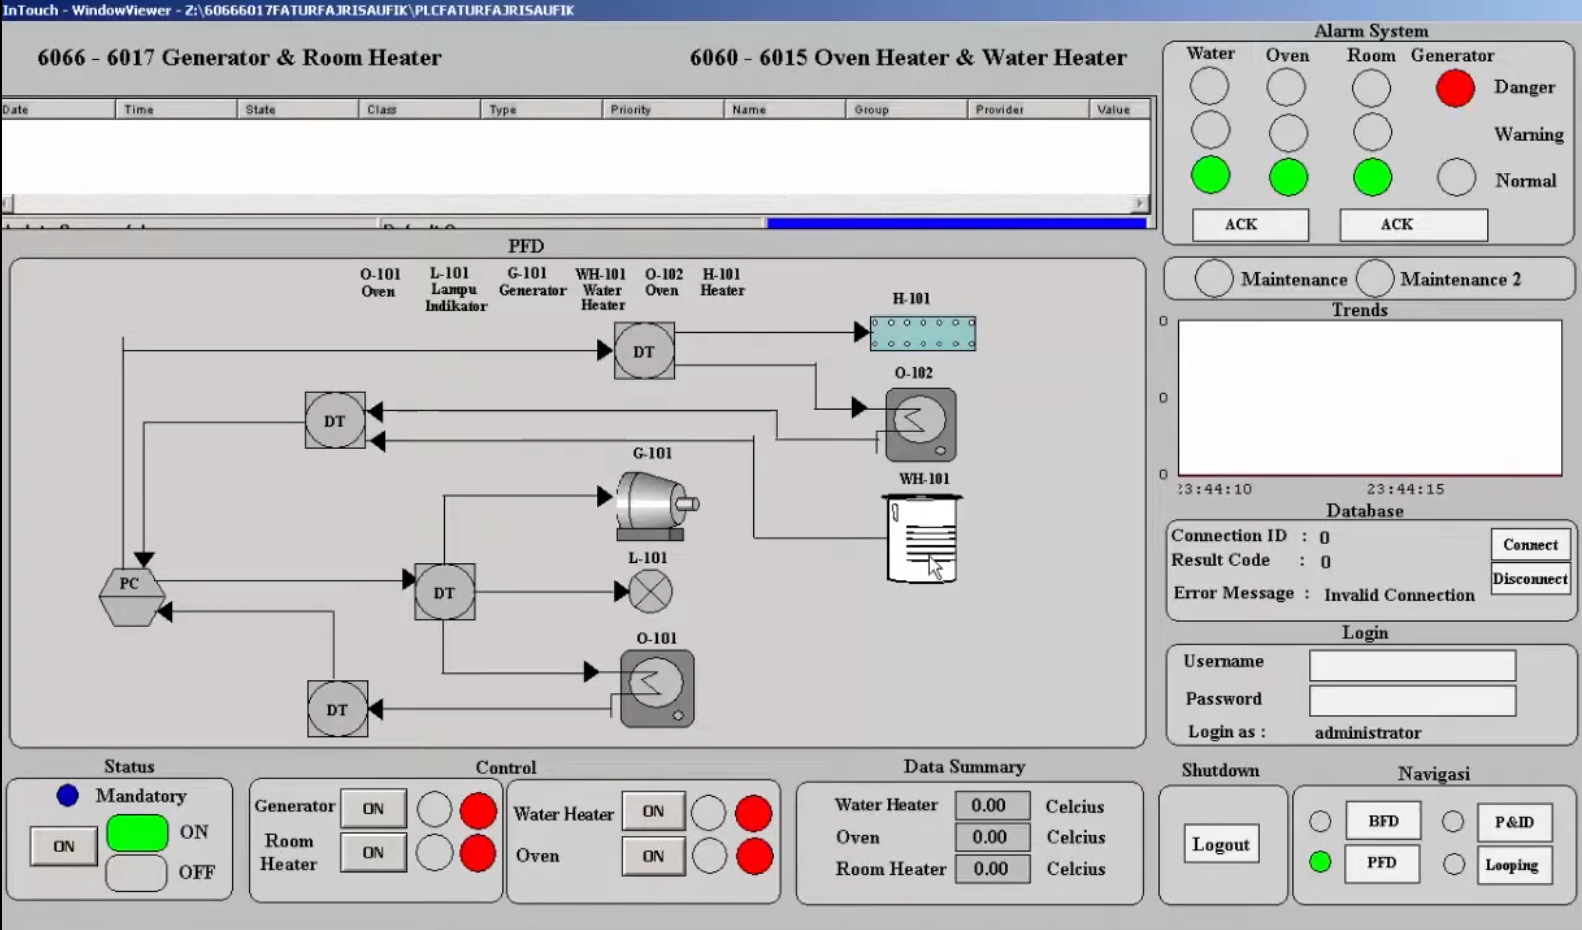 InTouch - WindowViewer - Z:\60666017FATURFAJRISAUFIK\PLCFATURFAJRISAUFIK
6066 - 6017 Generator & Room Heater
6060 - 6015 Oven Heater & Water Heater
Date Time State Class Type Priority Name Group Provider Value
Alarm System
Water Oven Room Generator
Danger
Warning
Normal
ACK ACK
Maintenance Maintenance 2
PFD
O-101 Oven
L-101 Lampu Indikator
G-101 Generator
WH-101 Water Heater
O-102 Oven
H-101 Heater
H-101
DT
O-102
DT
G-101
WH-101
L-101
PC
DT
O-101
DT
Trends
0
0
0
23:44:10 23:44:15
Database
Connection ID : 0
Result Code : 0
Error Message : Invalid Connection
Connect
Disconnect
Login
Username
Password
Login as : administrator
Status
Mandatory
ON
ON
OFF
Control
Generator ON
Room Heater ON
Water Heater ON
Oven ON
Data Summary
Water Heater 0.00 Celcius
Oven 0.00 Celcius
Room Heater 0.00 Celcius
Shutdown
Logout
Navigasi
BFD P&ID
PFD Looping